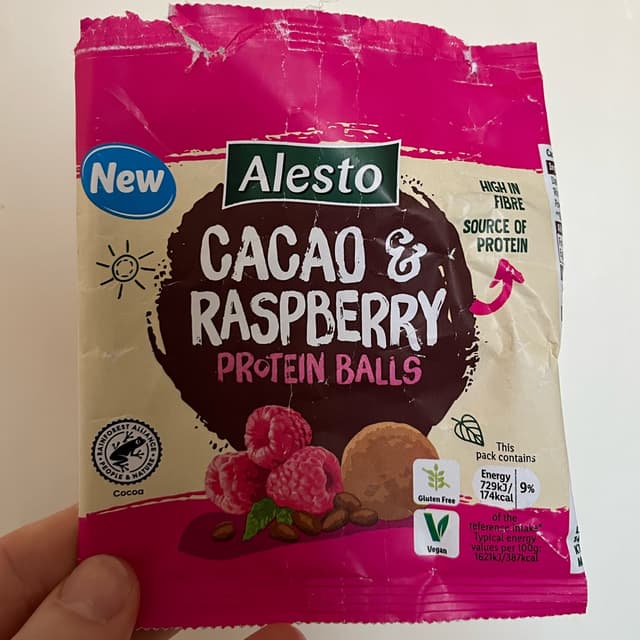 New
Alesto
HIGH IN
FIBRE
SOURCE OF
PROTEIN
CACAO &
RASPBERRY
PROTEIN BALLS
RAINFOREST ALLIANCE
PEOPLE & NATURE
Cocoa
Gluten Free
Vegan
This
pack contains
Energy
729kJ/
174kcal
9%
of the
reference intake*
Typical energy
values per 100g:
1621kJ/387kcal